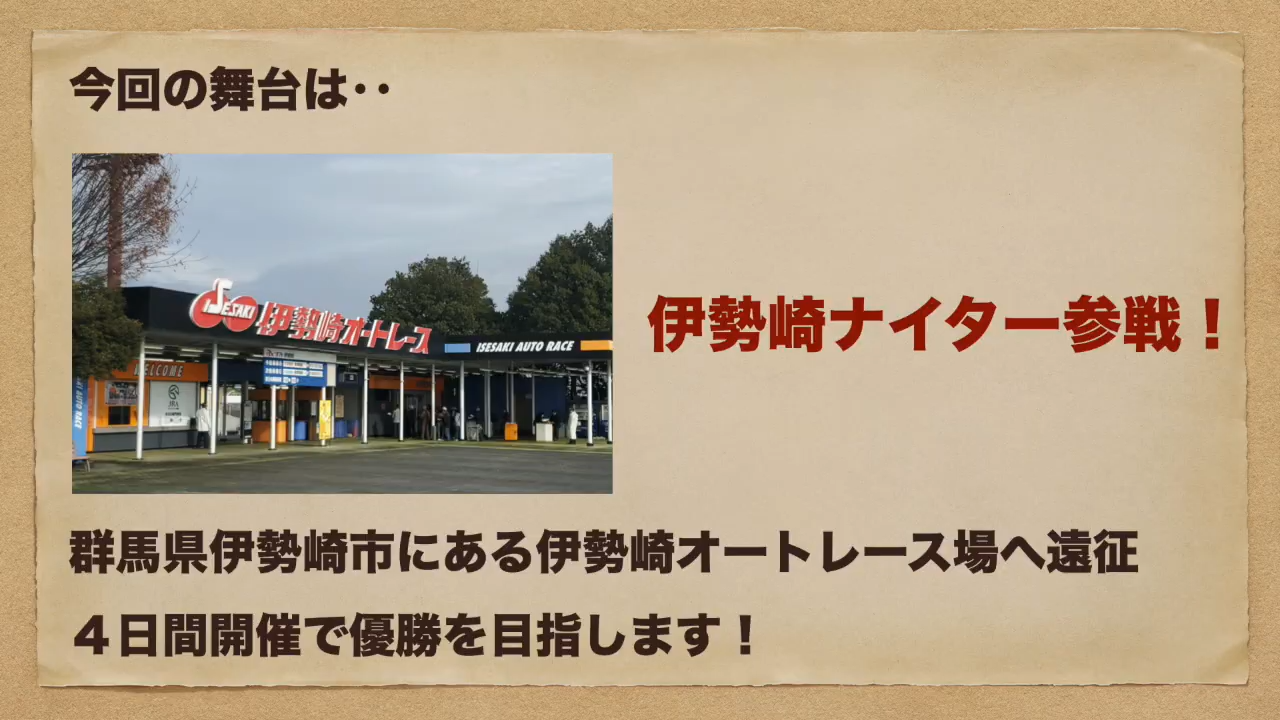 今回の舞台は‥
ISESAKI
伊勢崎オートレース
ISESAKI AUTO RACE
WELCOME
伊勢崎ナイター参戦！
群馬県伊勢崎市にある伊勢崎オートレース場へ遠征
４日間開催で優勝を目指します！